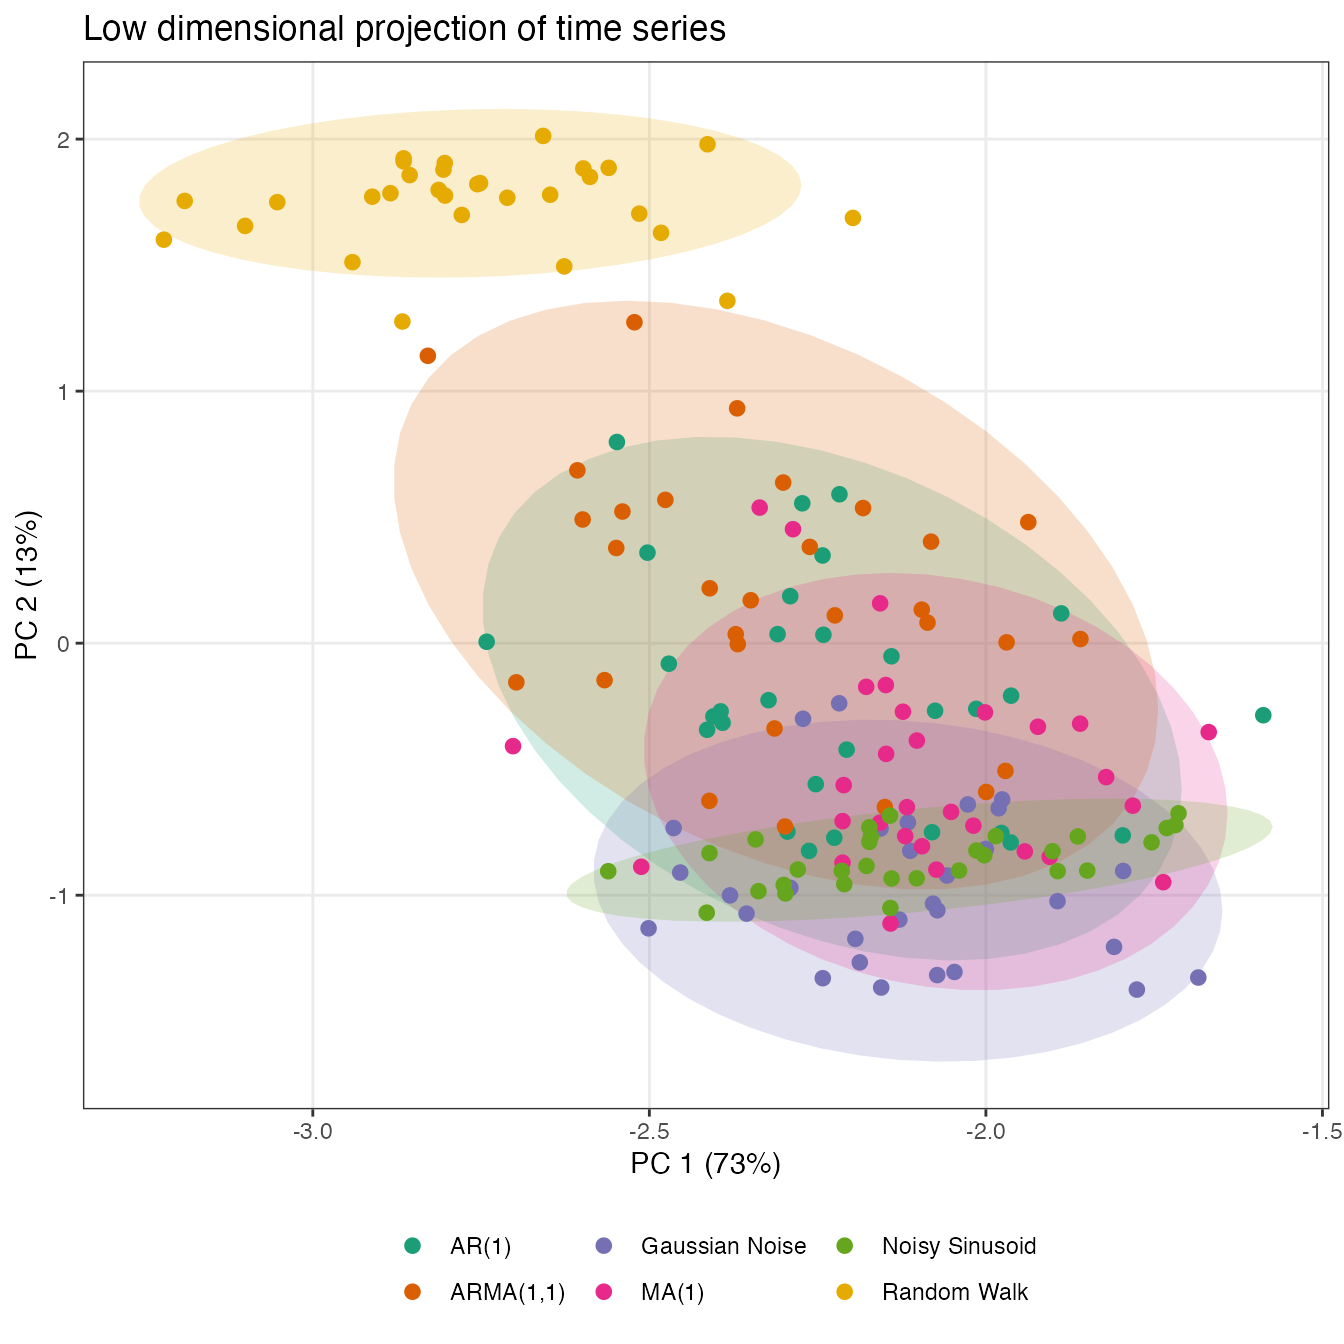 Low dimensional projection of time series
PC 2 (13%)
2
1
0
-1
-3.0 -2.5 -2.0 -1.5
PC 1 (73%)
AR(1) Gaussian Noise Noisy Sinusoid
ARMA(1,1) MA(1) Random Walk